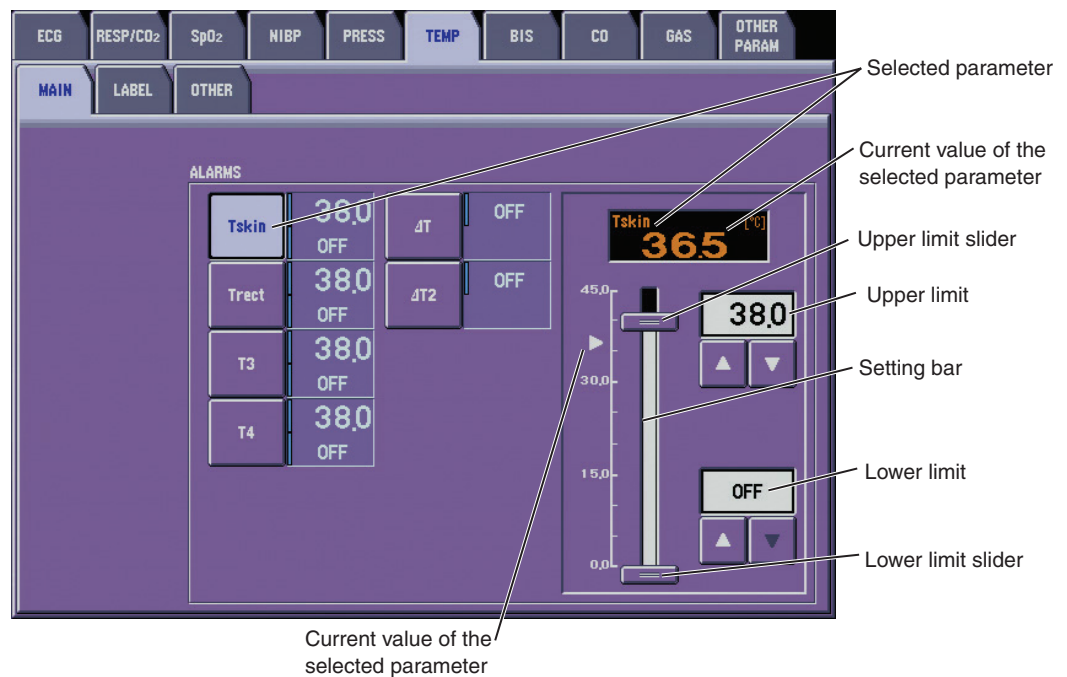 ECG RESP/CO2 SpO2 NIBP PRESS TEMP BIS CO GAS OTHER PARAM
MAIN LABEL OTHER
Selected parameter
Current value of the
selected parameter
Upper limit slider
Upper limit
Setting bar
Lower limit
Lower limit slider
ALARMS
Tskin 38.0 OFF
Trect 38.0 OFF
T3 38.0 OFF
T4 38.0 OFF
ΔT OFF
ΔT2 OFF
Tskin [°C]
36.5
45.0
30.0
15.0
0.0
38.0
OFF
Current value of the
selected parameter